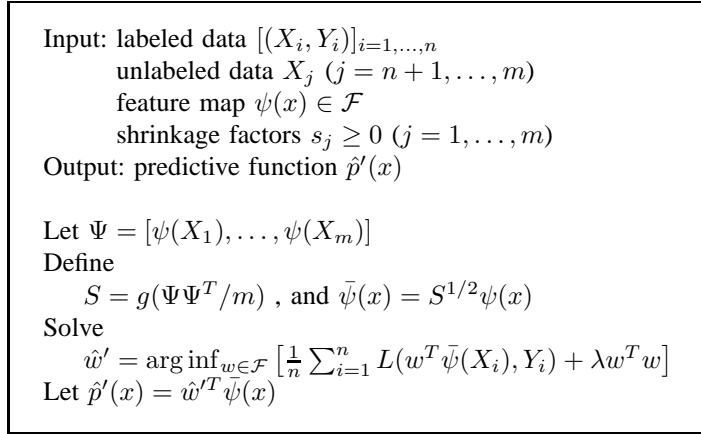 Input: labeled data [(X_i, Y_i)]_{i=1,...,n}
unlabeled data X_j (j = n + 1, . . . , m)
feature map ψ(x) ∈ ℱ
shrinkage factors s_j ≥ 0 (j = 1, . . . , m)
Output: predictive function p̂′(x)
Let Ψ = [ψ(X_1), . . . , ψ(X_m)]
Define
S = g(ΨΨ^T/m) , and ψ̄(x) = S^{1/2}ψ(x)
Solve
ŵ′ = arg inf_{w∈ℱ} [ 1/n ∑_{i=1}^n L(w^T ψ̄(X_i), Y_i) + λw^T w ]
Let p̂′(x) = ŵ′^T ψ̄(x)